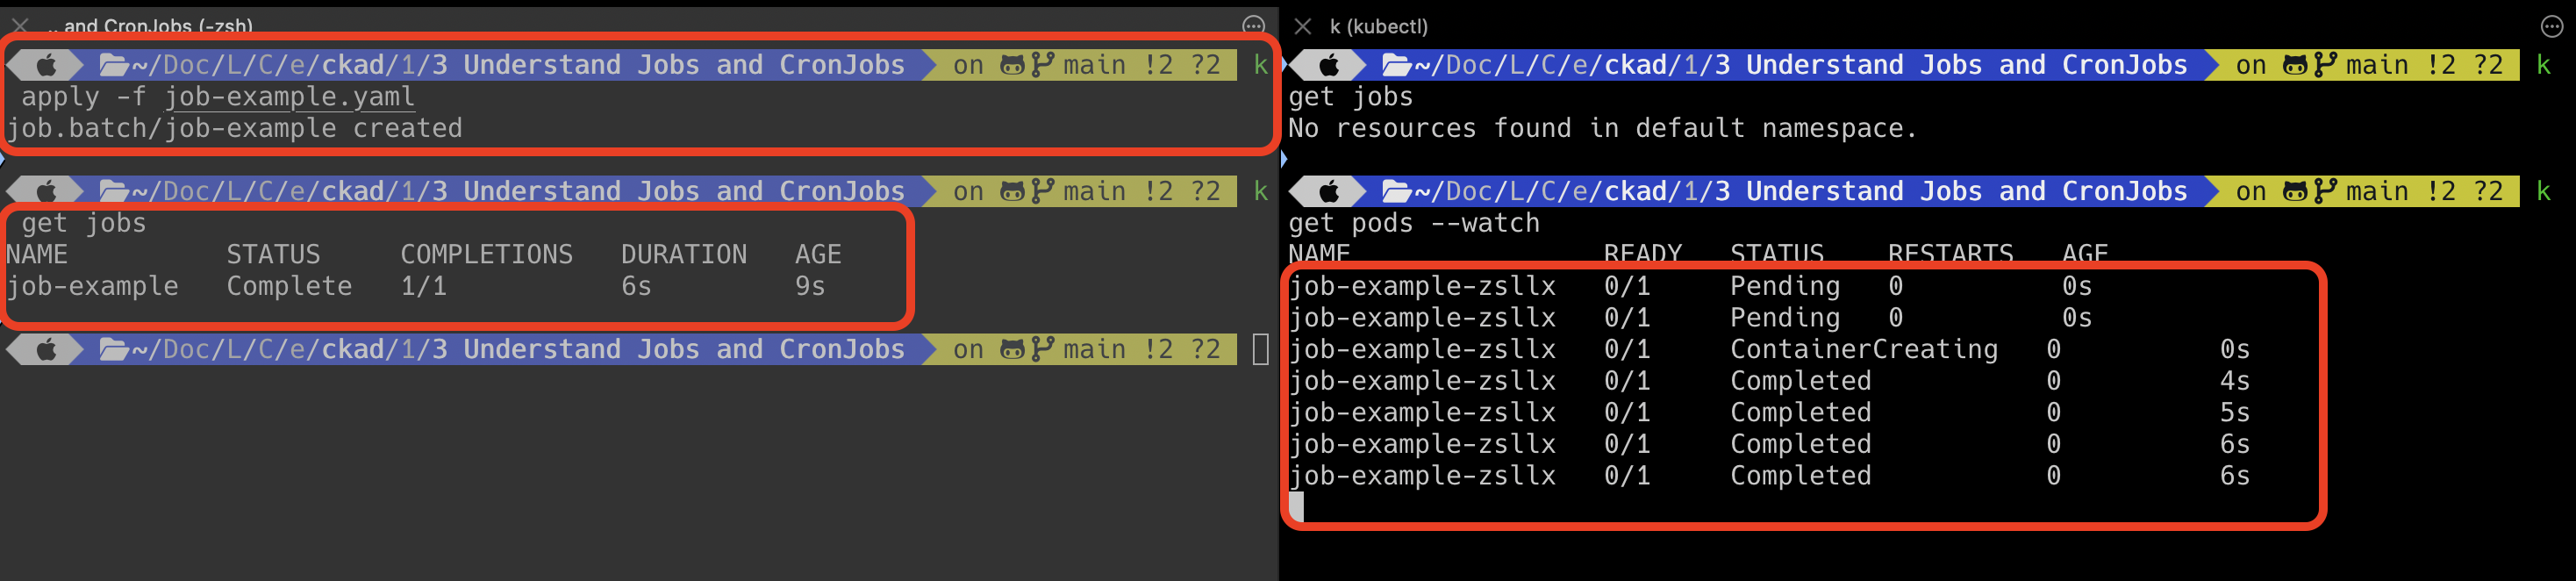 .. and CronJobs (-zsh)
~/Doc/L/C/e/ckad/1/3 Understand Jobs and CronJobs on main !2 ?2 k
apply -f job-example.yaml
job.batch/job-example created
~/Doc/L/C/e/ckad/1/3 Understand Jobs and CronJobs on main !2 ?2 k
get jobs
NAME STATUS COMPLETIONS DURATION AGE
job-example Complete 1/1 6s 9s
~/Doc/L/C/e/ckad/1/3 Understand Jobs and CronJobs on main !2 ?2
k (kubectl)
~/Doc/L/C/e/ckad/1/3 Understand Jobs and CronJobs on main !2 ?2 k
get jobs
No resources found in default namespace.
~/Doc/L/C/e/ckad/1/3 Understand Jobs and CronJobs on main !2 ?2 k
get pods --watch
NAME READY STATUS RESTARTS AGE
job-example-zsllx 0/1 Pending 0 0s
job-example-zsllx 0/1 Pending 0 0s
job-example-zsllx 0/1 ContainerCreating 0 0s
job-example-zsllx 0/1 Completed 0 4s
job-example-zsllx 0/1 Completed 0 5s
job-example-zsllx 0/1 Completed 0 6s
job-example-zsllx 0/1 Completed 0 6s